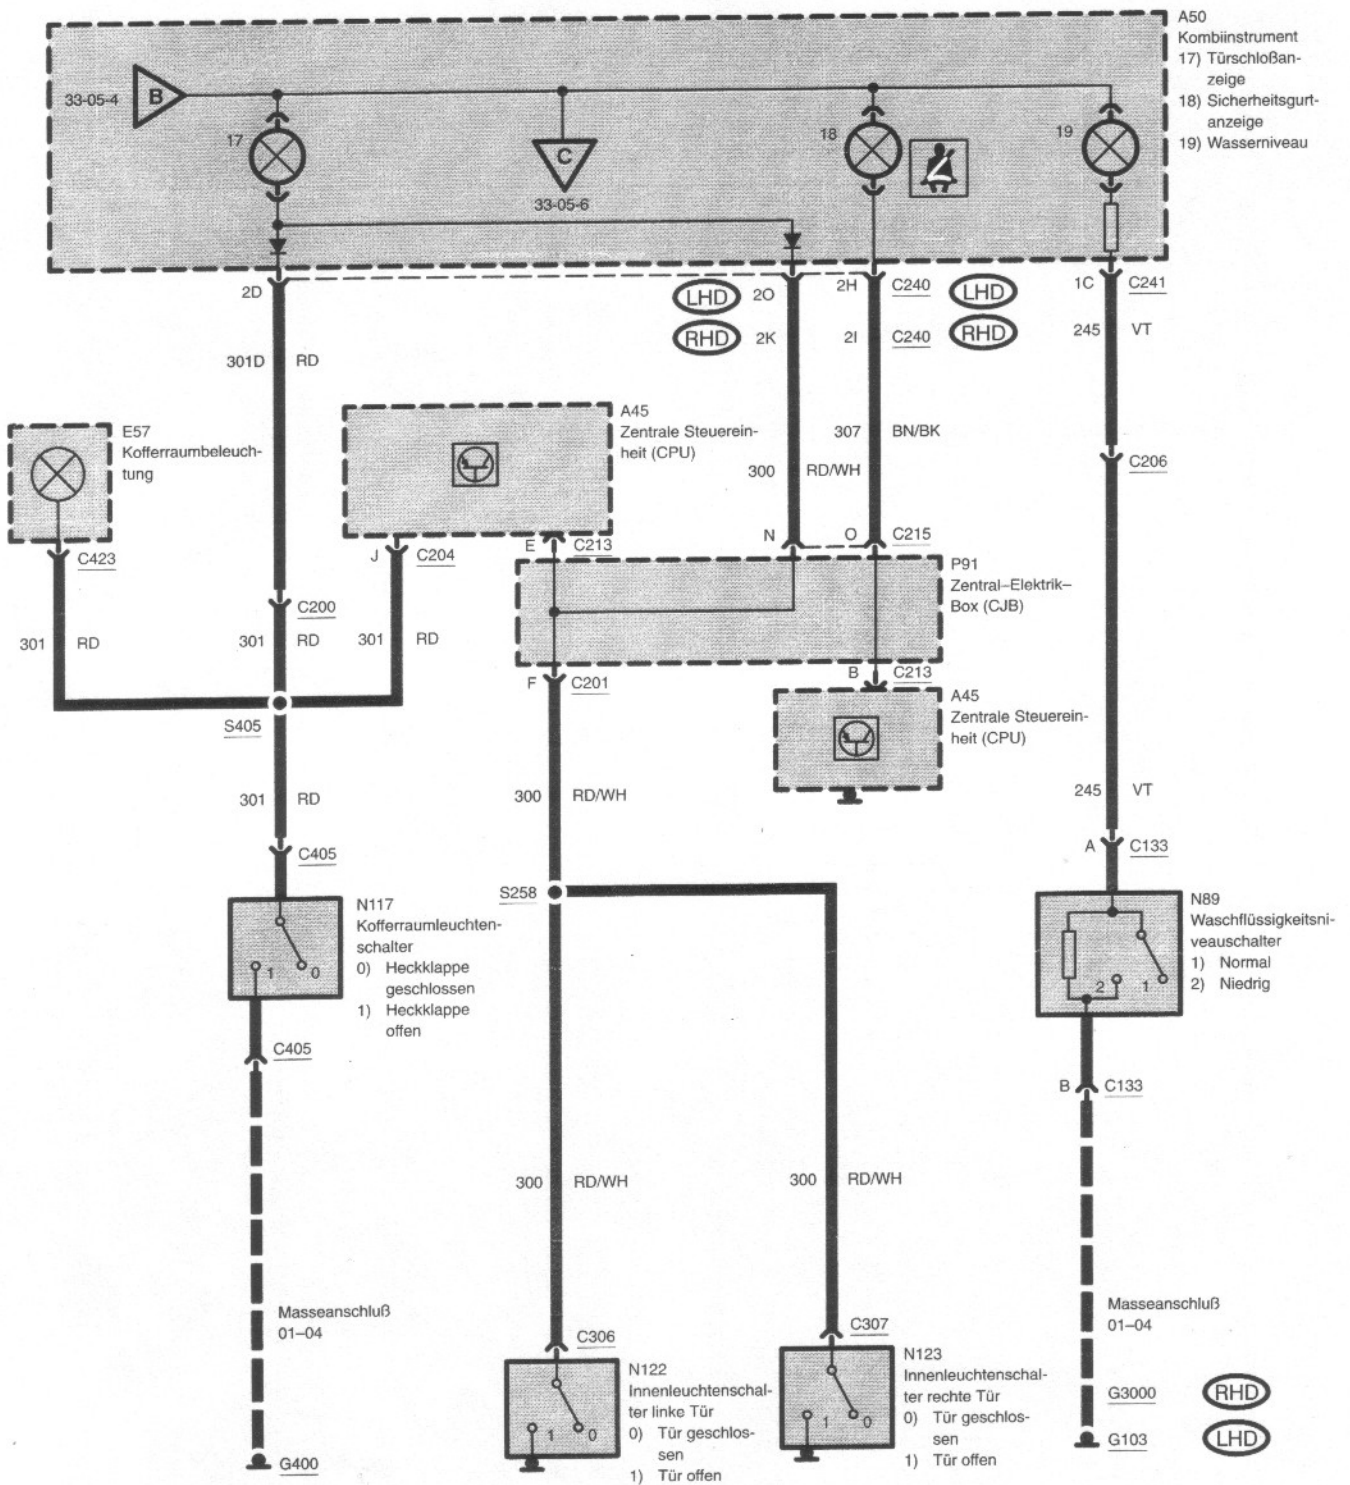 A50
Kombiinstrument
17) Türschloßan-
zeige
18) Sicherheitsgurt-
anzeige
19) Wasserniveau
33-05-4
B
17
C
33-05-6
18
19
2D
LHD
2O
2H
C240
LHD
1C
C241
RHD
2K
2I
C240
RHD
245
VT
301D
RD
E57
Kofferraumbeleuch-
tung
A45
Zentrale Steuerein-
heit (CPU)
307
BN/BK
300
RD/WH
C206
C423
J
C204
E
C213
N
O
C215
P91
Zentral–Elektrik–
Box (CJB)
C200
301
RD
301
RD
301
RD
F
C201
B
C213
S405
A45
Zentrale Steuerein-
heit (CPU)
301
RD
300
RD/WH
245
VT
C405
A
C133
S258
N117
Kofferraumleuchten-
schalter
0) Heckklappe
geschlossen
1) Heckklappe
offen
1
0
N89
Waschflüssigkeitsni-
veauschalter
1) Normal
2) Niedrig
2
1
C405
B
C133
300
RD/WH
300
RD/WH
Masseanschluß
01–04
Masseanschluß
01–04
C306
C307
N122
Innenleuchtenschal-
ter linke Tür
0) Tür geschlos-
sen
1) Tür offen
1
0
N123
Innenleuchtenschal-
ter rechte Tür
0) Tür geschlos-
sen
1) Tür offen
1
0
G3000
RHD
G103
LHD
G400